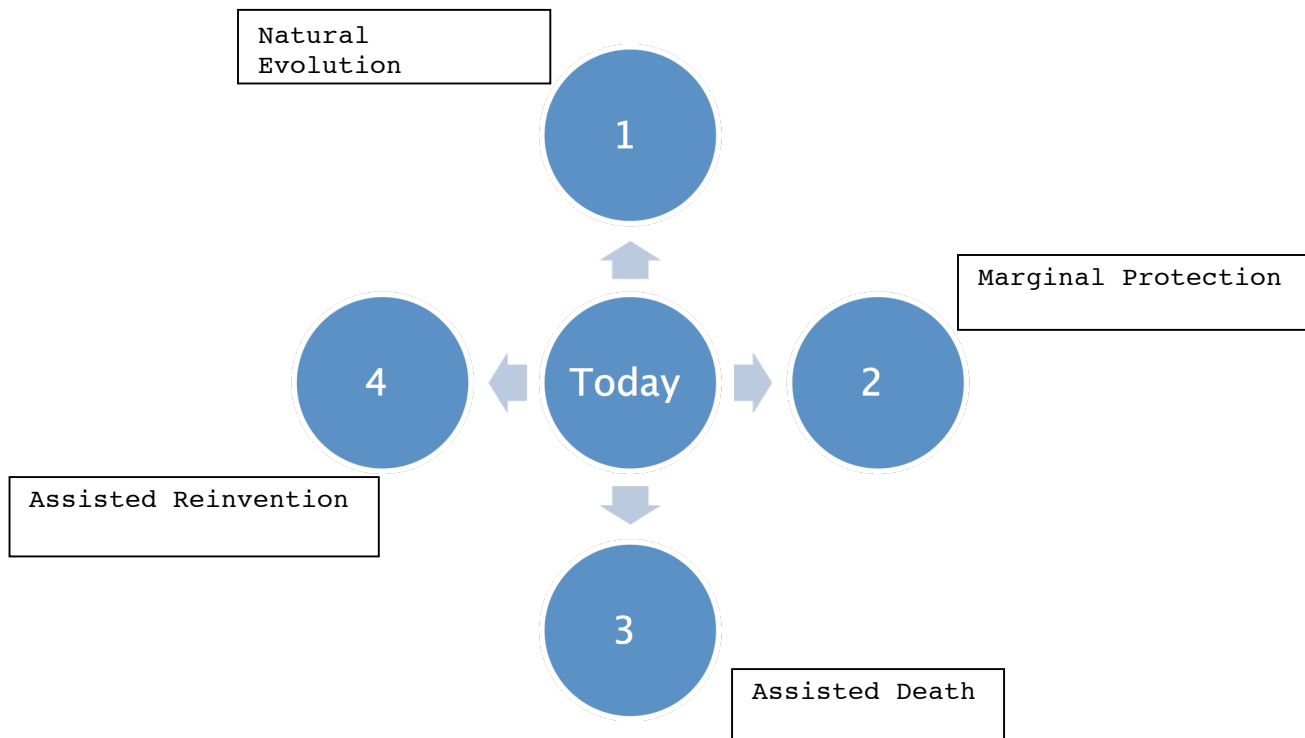 Natural
Evolution
1
Marginal Protection
4
Today
2
Assisted Reinvention
3
Assisted Death